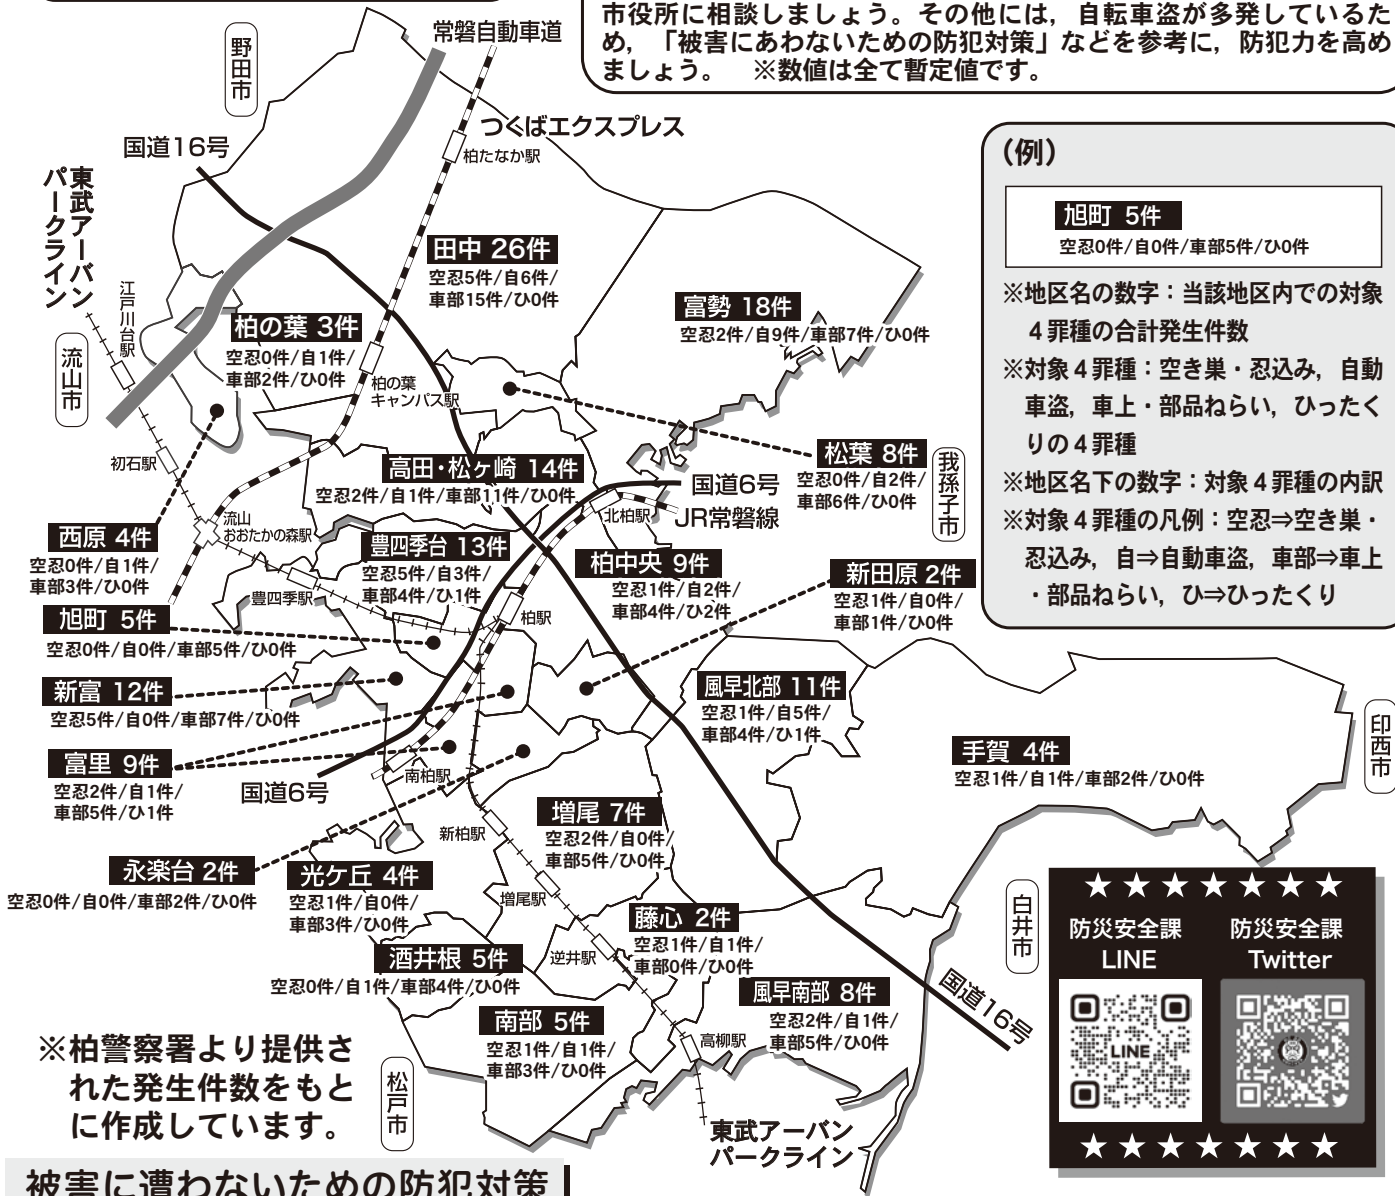 市役所に相談しましょう。その他には，自転車盗が多発しているた
め，「被害にあわないための防犯対策」などを参考に，防犯力を高め
ましょう。　※数値は全て暫定値です。
野田市
常磐自動車道
つくばエクスプレス
柏たなか駅
国道16号
東武アーバン
パークライン
江戸川台駅
流山市
田中 26件
空忍5件/自6件/
車部15件/ひ0件
柏の葉 3件
空忍0件/自1件/
車部2件/ひ0件
柏の葉
キャンパス駅
富勢 18件
空忍2件/自9件/車部7件/ひ0件
（例）
旭町 5件
空忍0件/自0件/車部5件/ひ0件
※地区名の数字：当該地区内での対象
４罪種の合計発生件数
※対象４罪種：空き巣・忍込み，自動
車盗，車上・部品ねらい，ひったく
りの４罪種
※地区名下の数字：対象４罪種の内訳
※対象４罪種の凡例：空忍⇒空き巣・
忍込み，自⇒自動車盗，車部⇒車上
・部品ねらい，ひ⇒ひったくり
初石駅
高田・松ヶ崎 14件
空忍2件/自1件/車部11件/ひ0件
松葉 8件
空忍0件/自2件/
車部6件/ひ0件
我孫子市
国道6号
JR常磐線
北柏駅
西原 4件
空忍0件/自1件/
車部3件/ひ0件
流山
おおたかの森駅
豊四季台 13件
空忍5件/自3件/
車部4件/ひ1件
豊四季駅
柏中央 9件
空忍1件/自2件/
車部4件/ひ2件
新田原 2件
空忍1件/自0件/
車部1件/ひ0件
柏駅
旭町 5件
空忍0件/自0件/車部5件/ひ0件
新富 12件
空忍5件/自0件/車部7件/ひ0件
風早北部 11件
空忍1件/自5件/
車部4件/ひ1件
印西市
手賀 4件
空忍1件/自1件/車部2件/ひ0件
富里 9件
空忍2件/自1件/
車部5件/ひ1件
国道6号
南柏駅
新柏駅
増尾 7件
空忍2件/自0件/
車部5件/ひ0件
永楽台 2件
空忍0件/自0件/車部2件/ひ0件
光ケ丘 4件
空忍1件/自0件/
車部3件/ひ0件
増尾駅
藤心 2件
空忍1件/自1件/
車部0件/ひ0件
酒井根 5件
空忍0件/自1件/車部4件/ひ0件
逆井駅
風早南部 8件
空忍2件/自1件/
車部5件/ひ0件
南部 5件
空忍1件/自1件/
車部3件/ひ0件
高柳駅
国道16号
白井市
松戸市
東武アーバン
パークライン
★★★★★★★
防災安全課
LINE
防災安全課
Twitter
LINE
★★★★★★★
※柏警察署より提供さ
れた発生件数をもと
に作成しています。
被害に遭わないための防犯対策